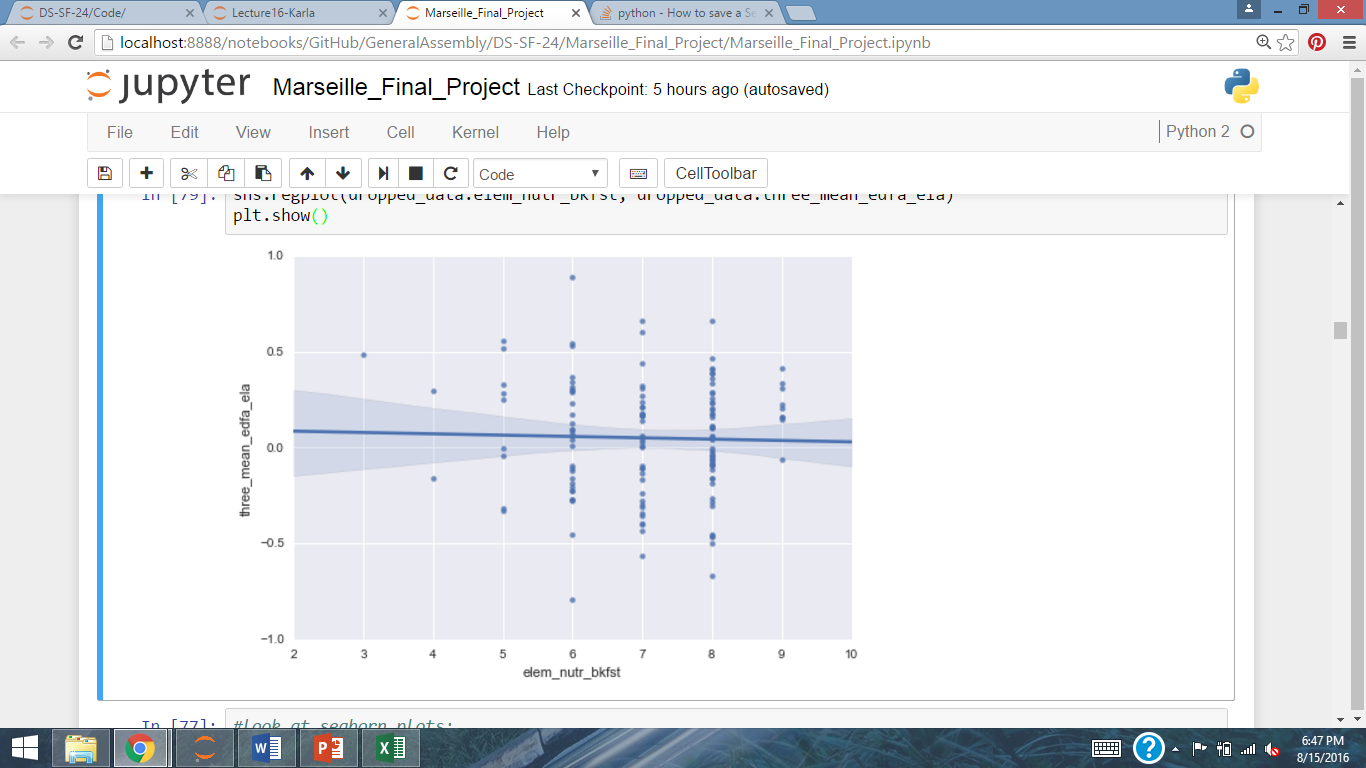 DS-SF-24/Code/
Lecture16-Karla
Marseille_Final_Project
python - How to save a Se
localhost:8888/notebooks/GitHub/GeneralAssembly/DS-SF-24/Marseille_Final_Project/Marseille_Final_Project.ipynb
jupyter Marseille_Final_Project Last Checkpoint: 5 hours ago (autosaved)
File Edit View Insert Cell Kernel Help Python 2
Code CellToolbar
In [79]: sns.regplot(dropped_data.elem_nutr_bkfst, dropped_data.three_mean_edfa_ela)
plt.show()
1.0
0.5
0.0
−0.5
−1.0
three_mean_edfa_ela
2 3 4 5 6 7 8 9 10
elem_nutr_bkfst
In [77]: #Look at seaborn plots:
6:47 PM
8/15/2016